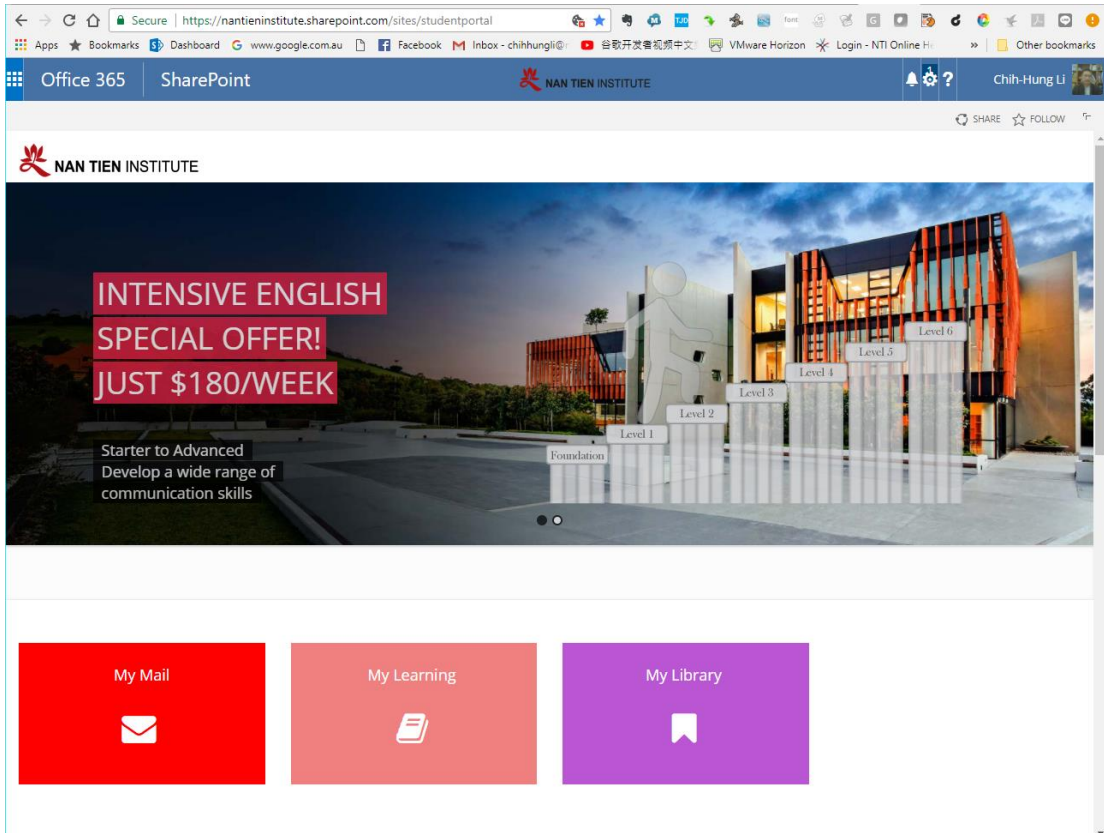 Secure | https://nantieninstitute.sharepoint.com/sites/studentportal
Apps Bookmarks Dashboard www.google.com.au Facebook Inbox - chihhungli@ 谷歌开发者视频中文 VMware Horizon Login - NTI Online He » Other bookmarks
Office 365 SharePoint NAN TIEN INSTITUTE 1 ? Chih-Hung Li
SHARE FOLLOW
NAN TIEN INSTITUTE
INTENSIVE ENGLISH
SPECIAL OFFER!
JUST $180/WEEK
Starter to Advanced
Develop a wide range of
communication skills
Level 6
Level 5
Level 4
Level 3
Level 2
Level 1
Foundation
My Mail
My Learning
My Library